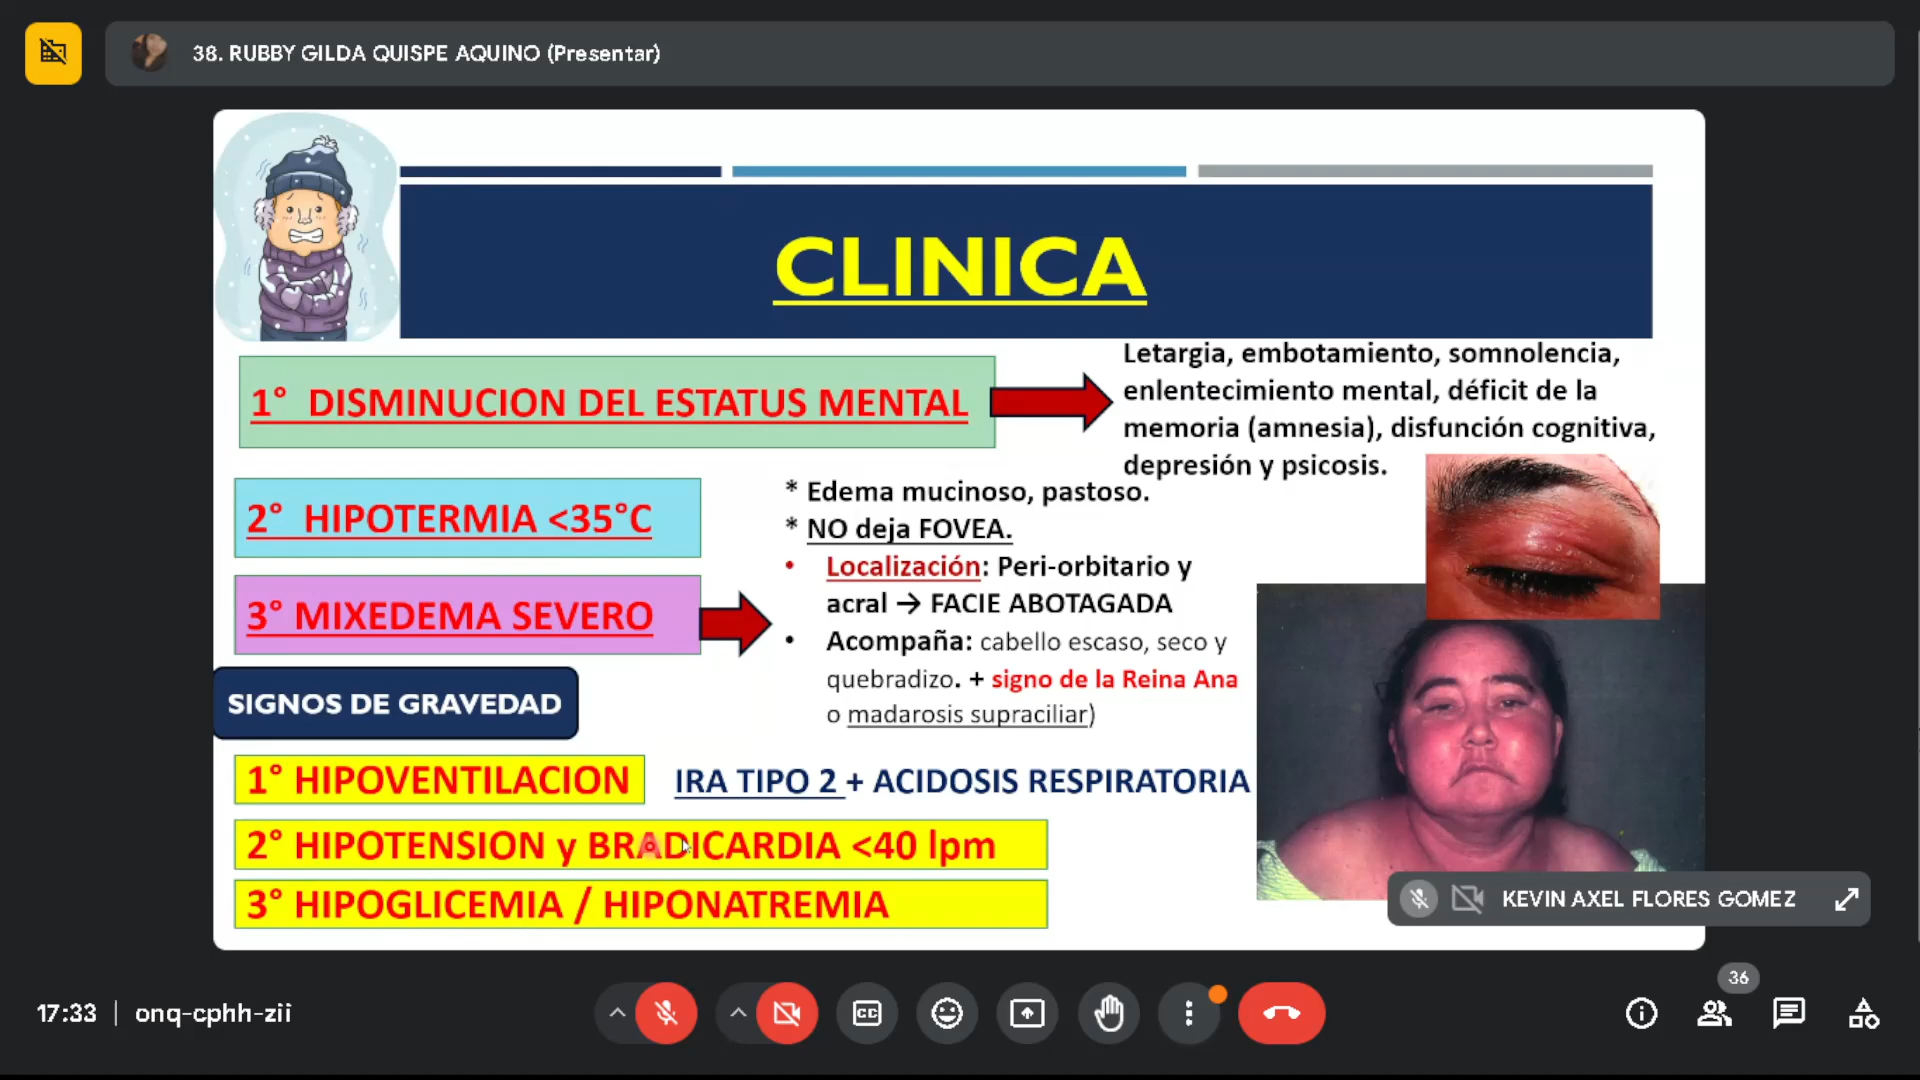 38. RUBBY GILDA QUISPE AQUINO (Presentar)
CLINICA
1° DISMINUCION DEL ESTATUS MENTAL
Letargia, embotamiento, somnolencia,
enlentecimiento mental, déficit de la
memoria (amnesia), disfunción cognitiva,
depresión y psicosis.
2° HIPOTERMIA <35°C
3° MIXEDEMA SEVERO
* Edema mucinoso, pastoso.
* NO deja FOVEA.
• Localización: Peri-orbitario y
acral → FACIE ABOTAGADA
• Acompaña: cabello escaso, seco y
quebradizo. + signo de la Reina Ana
o madarosis supraciliar)
SIGNOS DE GRAVEDAD
1° HIPOVENTILACION
IRA TIPO 2 + ACIDOSIS RESPIRATORIA
2° HIPOTENSION y BRADICARDIA <40 lpm
3° HIPOGLICEMIA / HIPONATREMIA
KEVIN AXEL FLORES GOMEZ
17:33 | onq-cphh-zii
CC
36